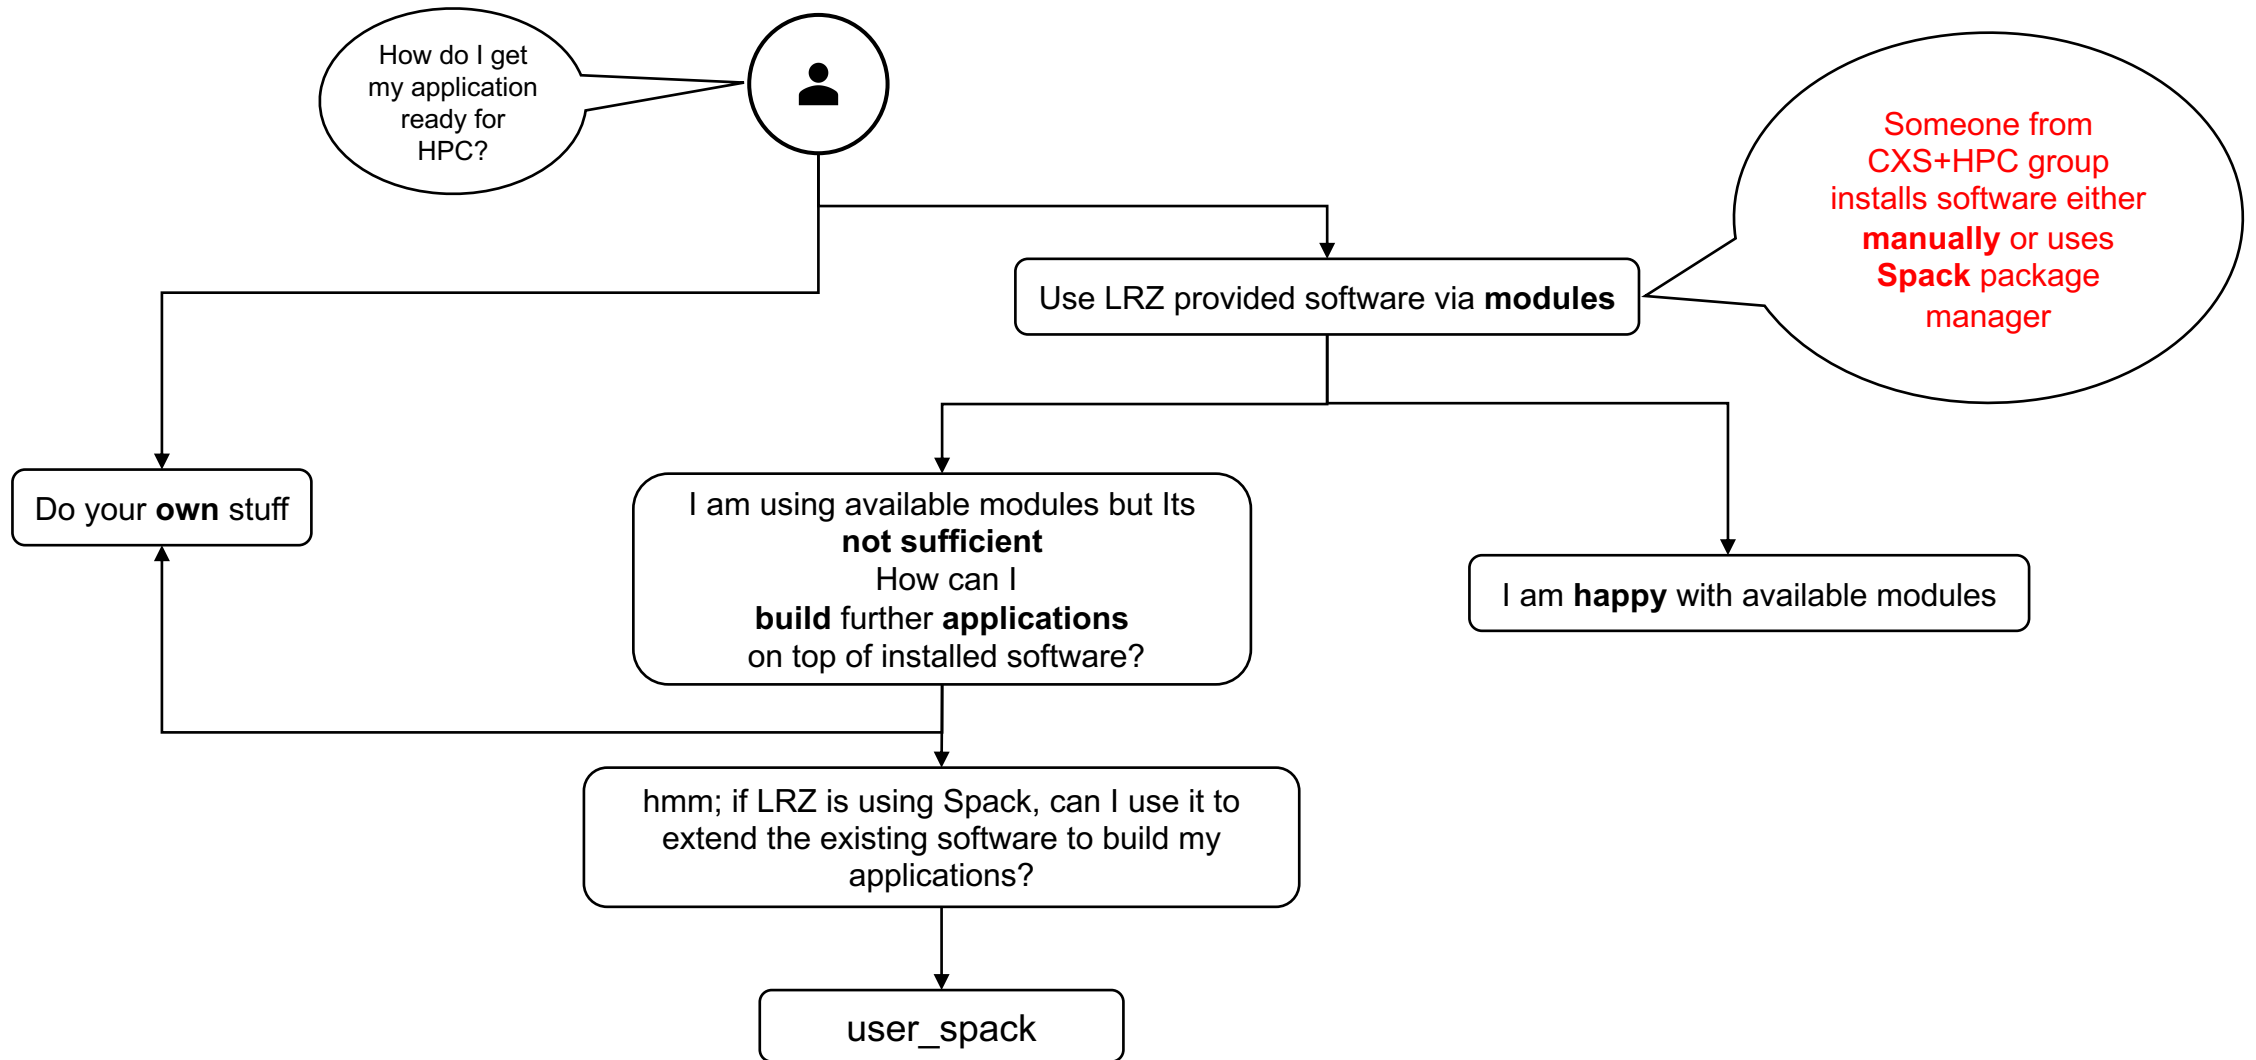 How do I get
my application
ready for
HPC?
Someone from
CXS+HPC group
installs software either
manually or uses
Spack package
manager
Use LRZ provided software via modules
Do your own stuff
I am using available modules but Its
not sufficient
How can I
build further applications
on top of installed software?
I am happy with available modules
hmm; if LRZ is using Spack, can I use it to
extend the existing software to build my
applications?
user_spack